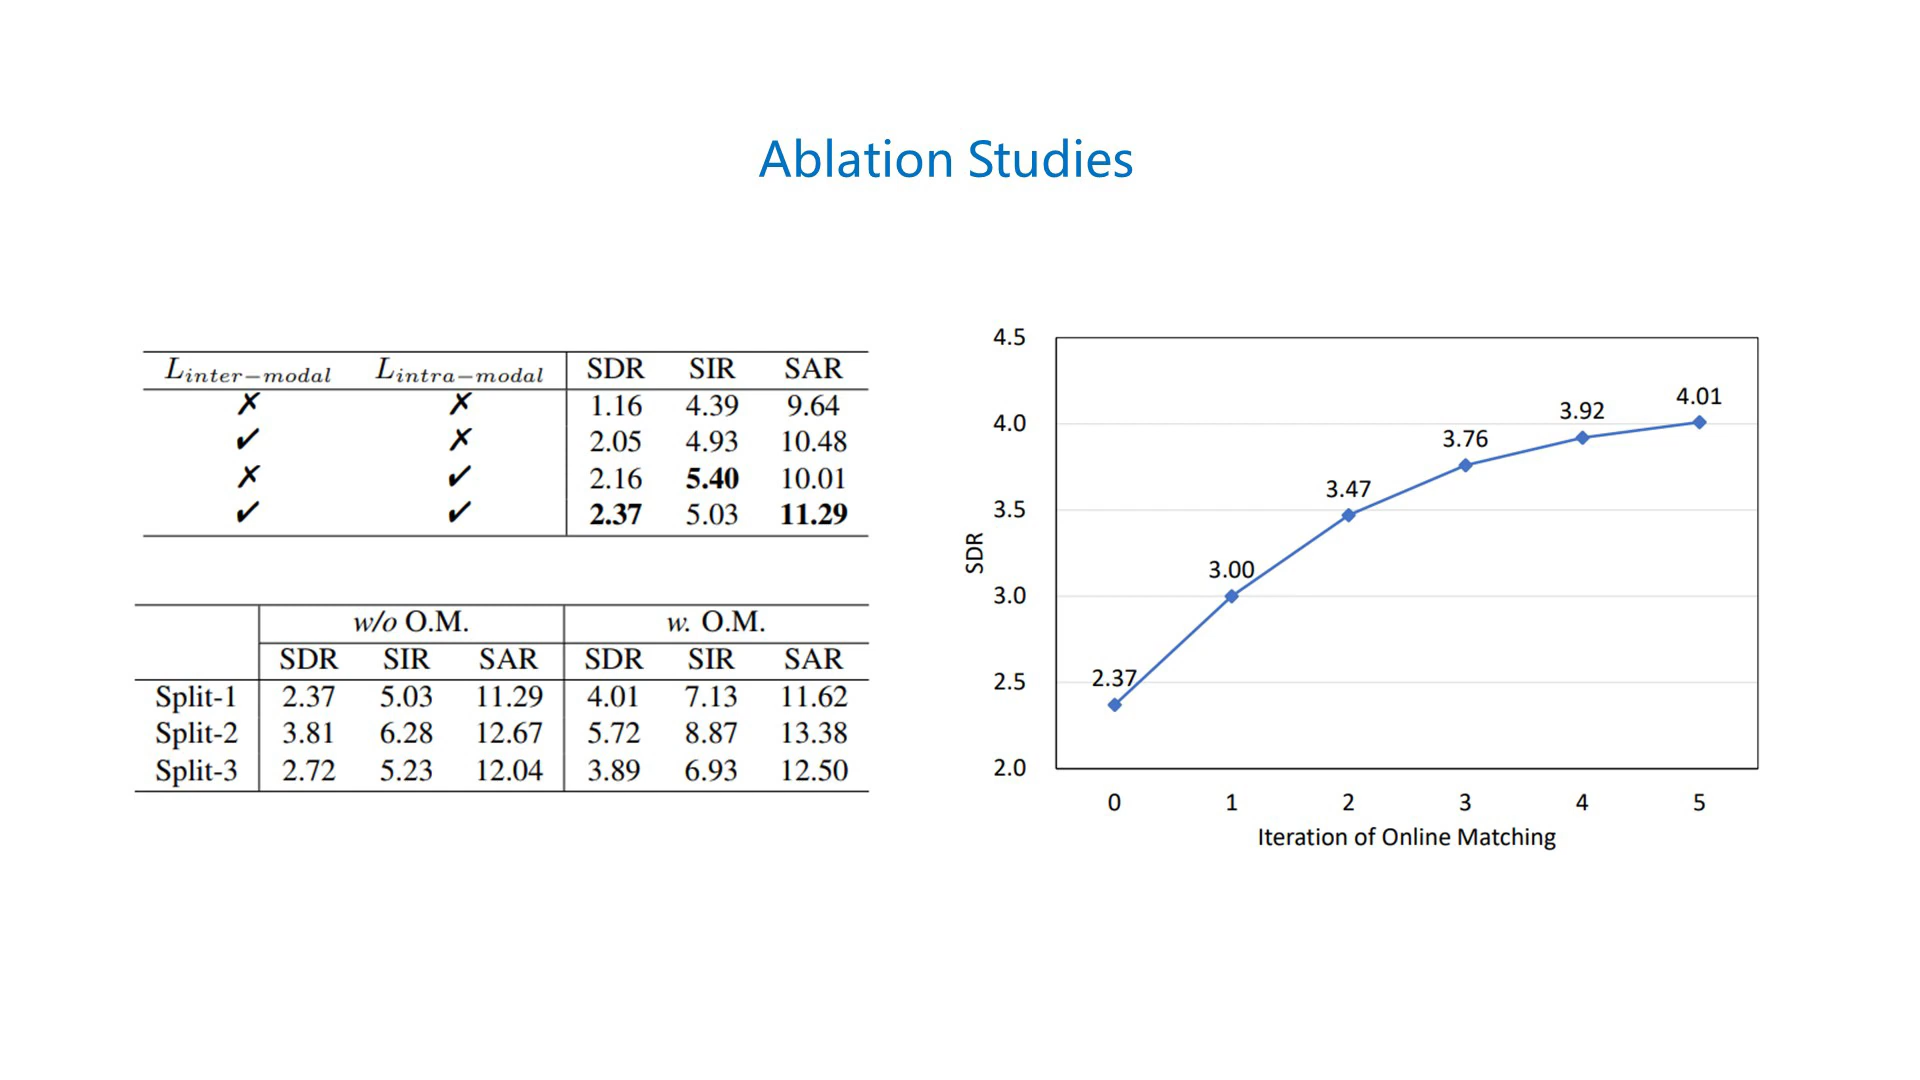 Ablation Studies
L_{inter-modal} L_{intra-modal} SDR SIR SAR
✗ ✗ 1.16 4.39 9.64
✓ ✗ 2.05 4.93 10.48
✗ ✓ 2.16 5.40 10.01
✓ ✓ 2.37 5.03 11.29
w/o O.M. w. O.M.
SDR SIR SAR SDR SIR SAR
Split-1 2.37 5.03 11.29 4.01 7.13 11.62
Split-2 3.81 6.28 12.67 5.72 8.87 13.38
Split-3 2.72 5.23 12.04 3.89 6.93 12.50
4.5
4.0
3.5
3.0
2.5
2.0
SDR
2.37
3.00
3.47
3.76
3.92
4.01
0 1 2 3 4 5
Iteration of Online Matching